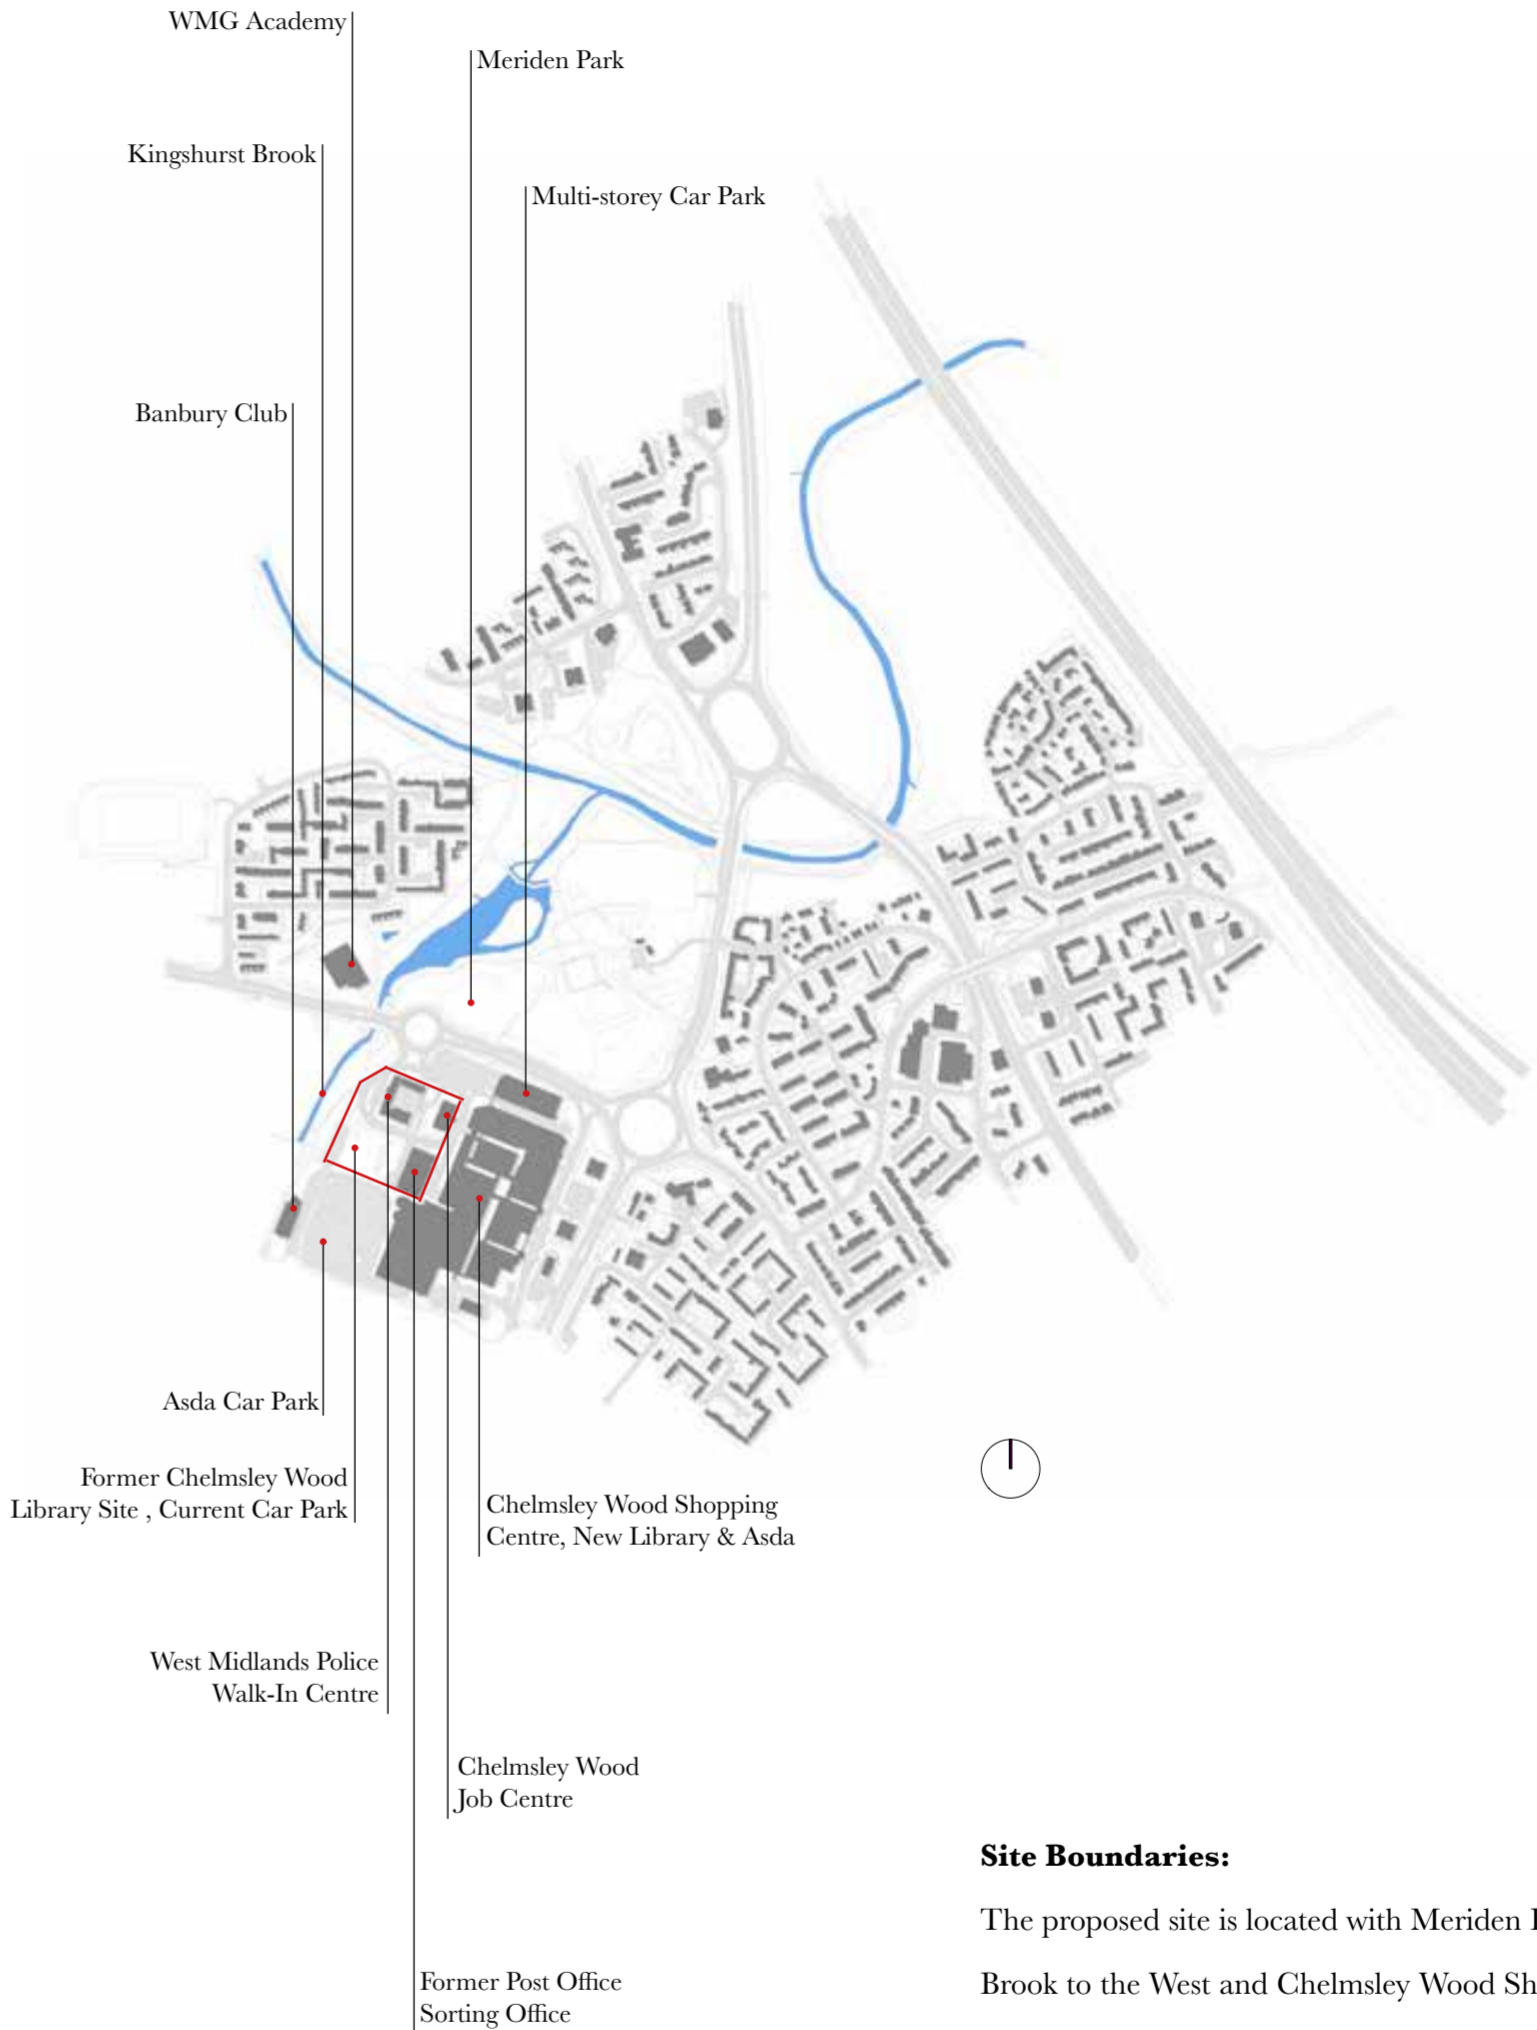 WMG Academy
Meriden Park
Kingshurst Brook
Multi-storey Car Park
Banbury Club
Asda Car Park
Former Chelmsley Wood
Library Site , Current Car Park
Chelmsley Wood Shopping
Centre, New Library & Asda
West Midlands Police
Walk-In Centre
Chelmsley Wood
Job Centre
Former Post Office
Sorting Office
Site Boundaries:
The proposed site is located with Meriden
Brook to the West and Chelmsley Wood Sh